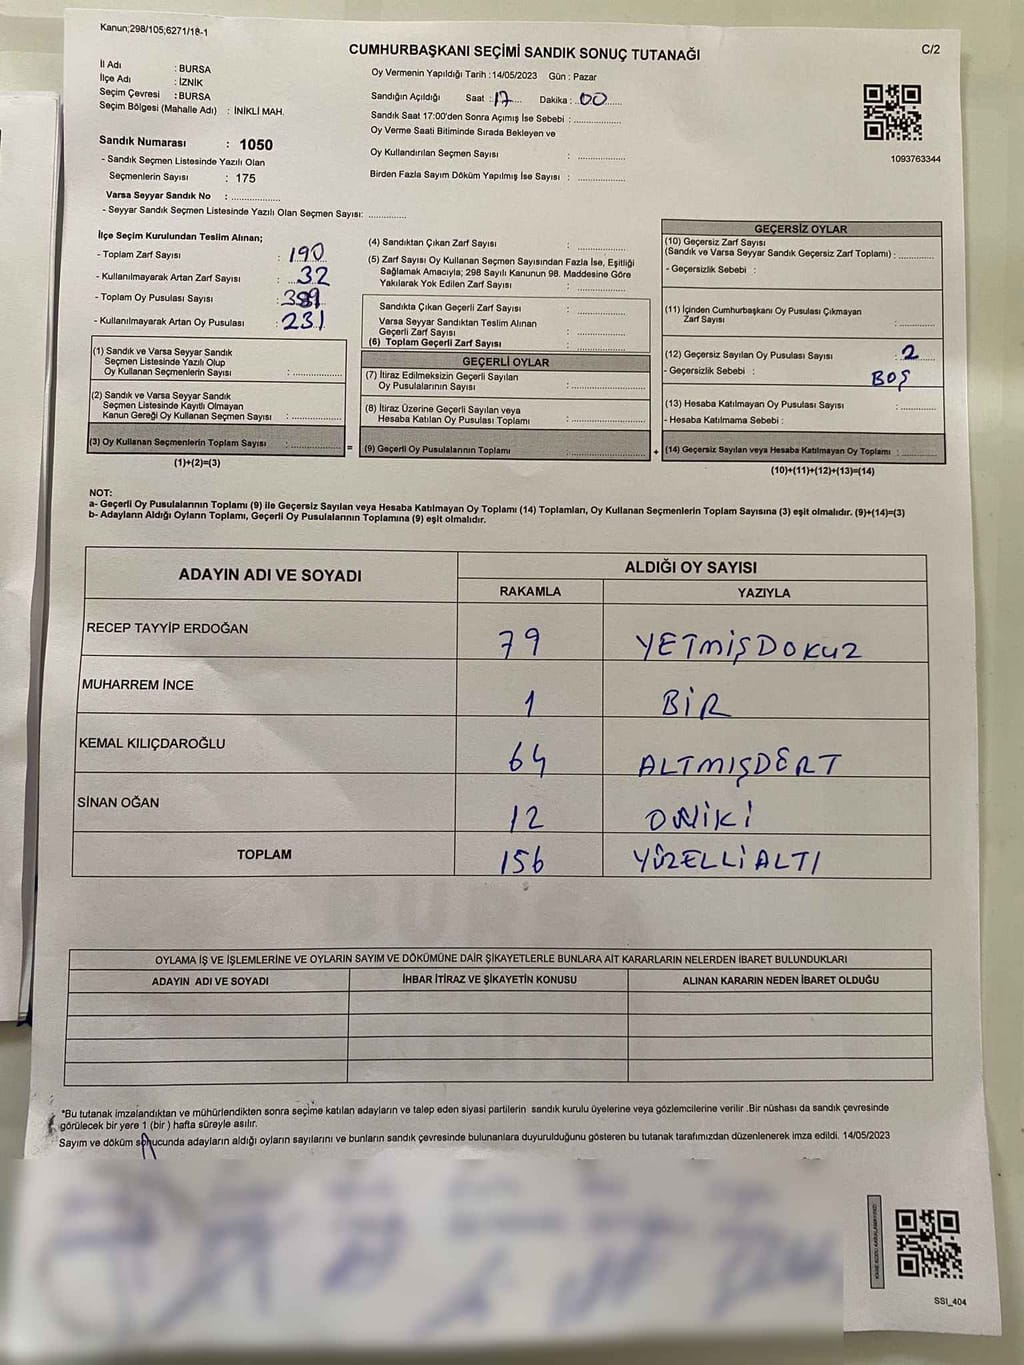 Kanun;298/105;6271/18-1
C/2
CUMHURBAŞKANI SEÇİMİ SANDIK SONUÇ TUTANAĞI
İl Adı : BURSA
İlçe Adı : İZNİK
Seçim Çevresi : BURSA
Seçim Bölgesi (Mahalle Adı) : İNİKLİ MAH.
Oy Vermenin Yapıldığı Tarih : 14/05/2023 Gün : Pazar
Sandığın Açıldığı Saat : 17 Dakika : 00
Sandık Saat 17:00'den Sonra Açımış İse Sebebi :
Oy Verme Saati Bitiminde Sırada Bekleyen ve
Oy Kullandırılan Seçmen Sayısı :
Birden Fazla Sayım Döküm Yapılmış İse Sayısı :
1093763344
Sandık Numarası : 1050
- Sandık Seçmen Listesinde Yazılı Olan
Seçmenlerin Sayısı : 175
Varsa Seyyar Sandık No :
- Seyyar Sandık Seçmen Listesinde Yazılı Olan Seçmen Sayısı:
İlçe Seçim Kurulundan Teslim Alınan;
- Toplam Zarf Sayısı : 190
- Kullanılmayarak Artan Zarf Sayısı : 32
- Toplam Oy Pusulası Sayısı :
- Kullanılmayarak Artan Oy Pusulası : 231
(1) Sandık ve Varsa Seyyar Sandık
Seçmen Listesinde Yazılı Olup
Oy Kullanan Seçmenlerin Sayısı :
(2) Sandık ve Varsa Seyyar Sandık
Seçmen Listesinde Kayıtlı Olmayan
Kanun Gereği Oy Kullanan Seçmen Sayısı :
(3) Oy Kullanan Seçmenlerin Toplam Sayısı :
(1)+(2)=(3)
(4) Sandıktan Çıkan Zarf Sayısı :
(5) Zarf Sayısı Oy Kullanan Seçmen Sayısından Fazla İse, Eşitliği
Sağlamak Amacıyla; 298 Sayılı Kanunun 98. Maddesine Göre
Yakılarak Yok Edilen Zarf Sayısı :
Sandıkta Çıkan Geçerli Zarf Sayısı :
Varsa Seyyar Sandıktan Teslim Alınan
Geçerli Zarf Sayısı :
(6) Toplam Geçerli Zarf Sayısı :
GEÇERLİ OYLAR
(7) İtiraz Edilmeksizin Geçerli Sayılan
Oy Pusulalarının Sayısı :
(8) İtiraz Üzerine Geçerli Sayılan veya
Hesaba Katılan Oy Pusulası Toplamı :
= (9) Geçerli Oy Pusulalarının Toplamı :
GEÇERSİZ OYLAR
(10) Geçersiz Zarf Sayısı
(Sandık ve Varsa Seyyar Sandık Geçersiz Zarf Toplamı) :
- Geçersizlik Sebebi :
(11) İçinden Cumhurbaşkanı Oy Pusulası Çıkmayan
Zarf Sayısı :
(12) Geçersiz Sayılan Oy Pusulası Sayısı : 2
- Geçersizlik Sebebi : BOŞ
(13) Hesaba Katılmayan Oy Pusulası Sayısı :
- Hesaba Katılmama Sebebi :
+ (14) Geçersiz Sayılan veya Hesaba Katılmayan Oy Toplamı :
(10)+(11)+(12)+(13)=(14)
NOT:
a- Geçerli Oy Pusulalarının Toplamı (9) ile Geçersiz Sayılan veya Hesaba Katılmayan Oy Toplamı (14) Toplamları, Oy Kullanan Seçmenlerin Toplam Sayısına (3) eşit olmalıdır. (9)+(14)=(3)
b- Adayların Aldığı Oyların Toplamı, Geçerli Oy Pusulalarının Toplamına (9) eşit olmalıdır.
ADAYIN ADI VE SOYADI
ALDIĞI OY SAYISI
RAKAMLA YAZIYLA
RECEP TAYYİP ERDOĞAN 79 YETMİŞDOKUZ
MUHARREM İNCE 1 BİR
KEMAL KILIÇDAROĞLU 64 ALTMIŞDERT
SİNAN OĞAN 12 ONİKİ
TOPLAM 156 YÜZELLİALTI
OYLAMA İŞ VE İŞLEMLERİNE VE OYLARIN SAYIM VE DÖKÜMÜNE DAİR ŞİKAYETLERLE BUNLARA AİT KARARLARIN NELERDEN İBARET BULUNDUKLARI
ADAYIN ADI VE SOYADI İHBAR İTİRAZ VE ŞİKAYETİN KONUSU ALINAN KARARIN NEDEN İBARET OLDUĞU
*Bu tutanak imzalandıktan ve mühürlendikten sonra seçime katılan adayların ve talep eden siyasi partilerin sandık kurulu üyelerine veya gözlemcilerine verilir .Bir nüshası da sandık çevresinde
görülecek bir yere 1 (bir ) hafta süreyle asılır.
Sayım ve döküm sonucunda adayların aldığı oyların sayılarını ve bunların sandık çevresinde bulunanlara duyurulduğunu gösteren bu tutanak tarafımızdan düzenlenerek imza edildi. 14/05/2023
SSI_404